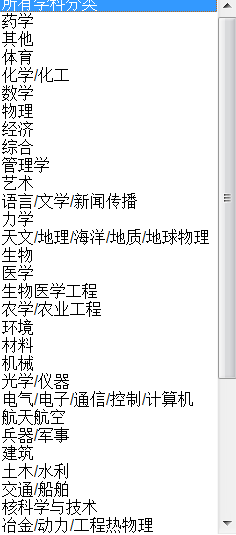 所有学科分类
药学
其他
体育
化学/化工
数学
物理
经济
综合
管理学
艺术
语言/文学/新闻传播
力学
天文/地理/海洋/地质/地球物理
生物
医学
生物医学工程
农学/农业工程
环境
材料
机械
光学/仪器
电气/电子/通信/控制/计算机
航天航空
兵器/军事
建筑
土木/水利
交通/船舶
核科学与技术
冶金/动力/工程热物理